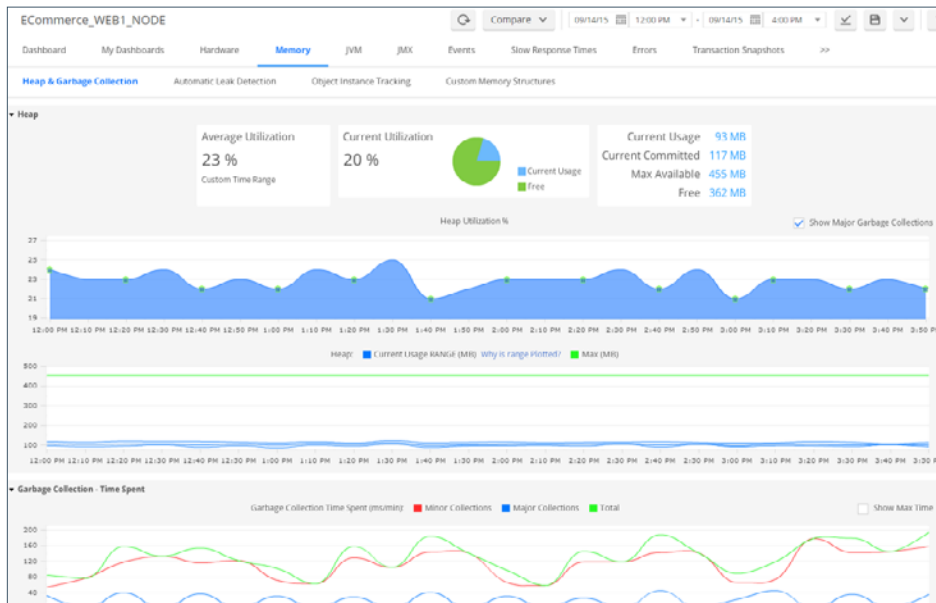 ECommerce_WEB1_NODE
Compare
09/14/15 12:00 PM - 09/14/15 4:00 PM
Dashboard My Dashboards Hardware Memory JVM JMX Events Slow Response Times Errors Transaction Snapshots >>
Heap & Garbage Collection Automatic Leak Detection Object Instance Tracking Custom Memory Structures
Heap
Average Utilization
23 %
Custom Time Range
Current Utilization
20 %
Current Usage
Free
Current Usage 93 MB
Current Committed 117 MB
Max Available 455 MB
Free 362 MB
Heap Utilization %
Show Major Garbage Collections
27
25
23
21
19
12:00 PM 12:10 PM 12:20 PM 12:30 PM 12:40 PM 12:50 PM 1:00 PM 1:10 PM 1:20 PM 1:30 PM 1:40 PM 1:50 PM 2:00 PM 2:10 PM 2:20 PM 2:30 PM 2:40 PM 2:50 PM 3:00 PM 3:10 PM 3:20 PM 3:30 PM 3:40 PM 3:50 P
Heap: Current Usage RANGE (MB) Why is range Plotted? Max (MB)
500
400
300
200
100
12:00 PM 12:10 PM 12:20 PM 12:30 PM 12:40 PM 12:50 PM 1:00 PM 1:10 PM 1:20 PM 1:30 PM 1:40 PM 1:50 PM 2:00 PM 2:10 PM 2:20 PM 2:30 PM 2:40 PM 2:50 PM 3:00 PM 3:10 PM 3:20 PM 3:30 PM 3:40 PM
Garbage Collection - Time Spent
Garbage Collection Time Spent (ms/min): Minor Collections Major Collections Total
Show Max Time
200
160
120
80
40